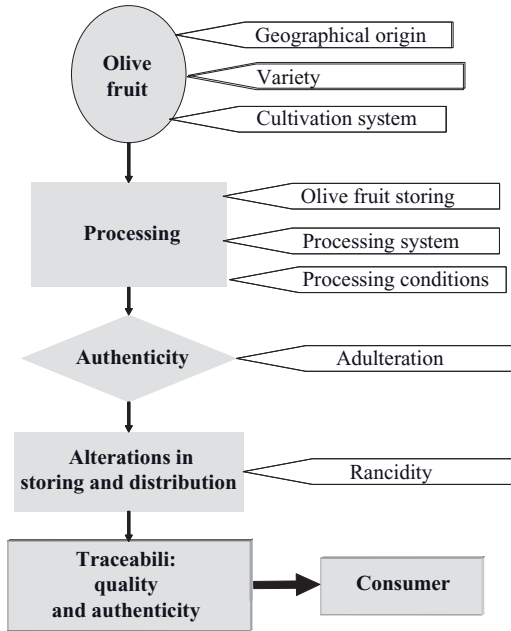 Olive
fruit
Geographical origin
Variety
Cultivation system
Processing
Olive fruit storing
Processing system
Processing conditions
Authenticity
Adulteration
Alterations in
storing and distribution
Rancidity
Traceabili:
quality
and authenticity
Consumer